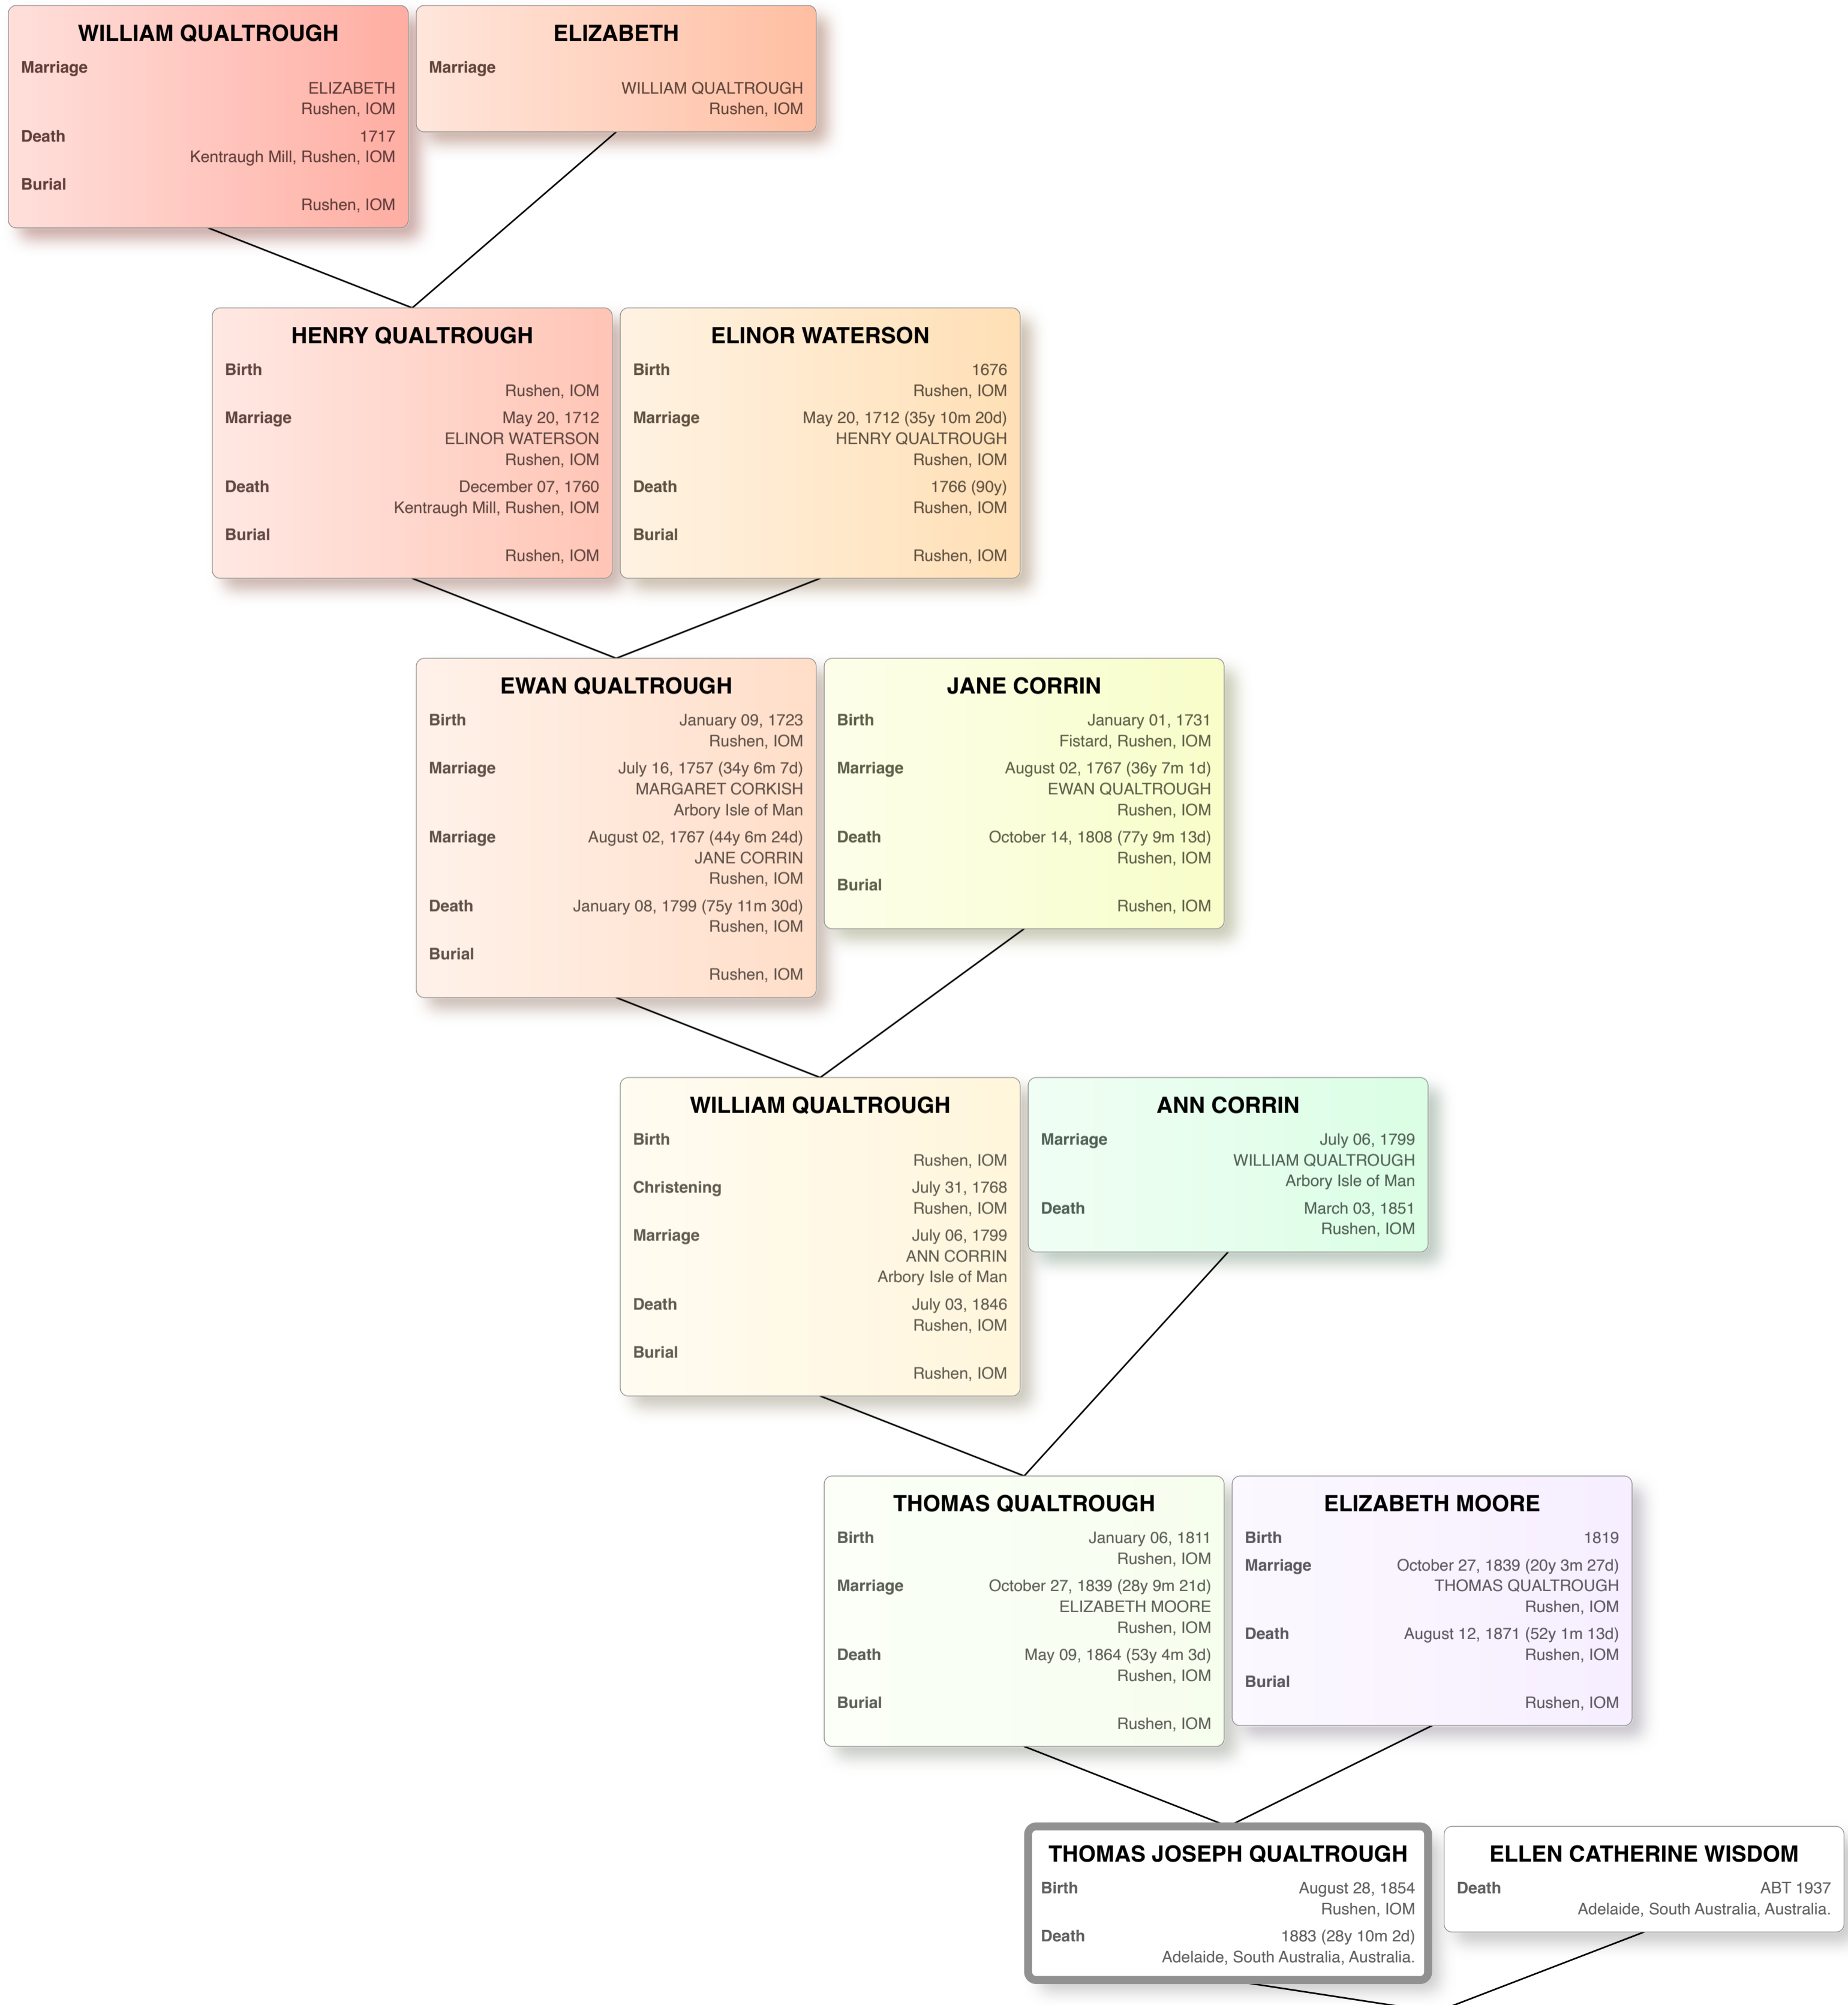 WILLIAM QUALTROUGH
Marriage
ELIZABETH
Rushen, IOM
Death 1717
Kentraugh Mill, Rushen, IOM
Burial
Rushen, IOM
ELIZABETH
Marriage
WILLIAM QUALTROUGH
Rushen, IOM
HENRY QUALTROUGH
Birth
Rushen, IOM
Marriage May 20, 1712
ELINOR WATERSON
Rushen, IOM
Death December 07, 1760
Kentraugh Mill, Rushen, IOM
Burial
Rushen, IOM
ELINOR WATERSON
Birth 1676
Rushen, IOM
Marriage May 20, 1712 (35y 10m 20d)
HENRY QUALTROUGH
Rushen, IOM
Death 1766 (90y)
Rushen, IOM
Burial
Rushen, IOM
EWAN QUALTROUGH
Birth January 09, 1723
Rushen, IOM
Marriage July 16, 1757 (34y 6m 7d)
MARGARET CORKISH
Arbory Isle of Man
Marriage August 02, 1767 (44y 6m 24d)
JANE CORRIN
Rushen, IOM
Death January 08, 1799 (75y 11m 30d)
Rushen, IOM
Burial
Rushen, IOM
JANE CORRIN
Birth January 01, 1731
Fistard, Rushen, IOM
Marriage August 02, 1767 (36y 7m 1d)
EWAN QUALTROUGH
Rushen, IOM
Death October 14, 1808 (77y 9m 13d)
Rushen, IOM
Burial
Rushen, IOM
WILLIAM QUALTROUGH
Birth
Rushen, IOM
Christening July 31, 1768
Rushen, IOM
Marriage July 06, 1799
ANN CORRIN
Arbory Isle of Man
Death July 03, 1846
Rushen, IOM
Burial
Rushen, IOM
ANN CORRIN
Marriage July 06, 1799
WILLIAM QUALTROUGH
Arbory Isle of Man
Death March 03, 1851
Rushen, IOM
THOMAS QUALTROUGH
Birth January 06, 1811
Rushen, IOM
Marriage October 27, 1839 (28y 9m 21d)
ELIZABETH MOORE
Rushen, IOM
Death May 09, 1864 (53y 4m 3d)
Rushen, IOM
Burial
Rushen, IOM
ELIZABETH MOORE
Birth 1819
Marriage October 27, 1839 (20y 3m 27d)
THOMAS QUALTROUGH
Rushen, IOM
Death August 12, 1871 (52y 1m 13d)
Rushen, IOM
Burial
Rushen, IOM
THOMAS JOSEPH QUALTROUGH
Birth August 28, 1854
Rushen, IOM
Death 1883 (28y 10m 2d)
Adelaide, South Australia, Australia.
ELLEN CATHERINE WISDOM
Death ABT 1937
Adelaide, South Australia, Australia.